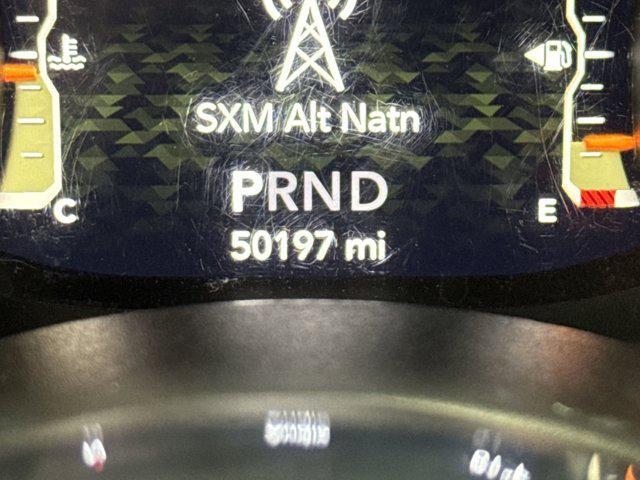 SXM Alt Natn
PRND
C
E
50197 mi